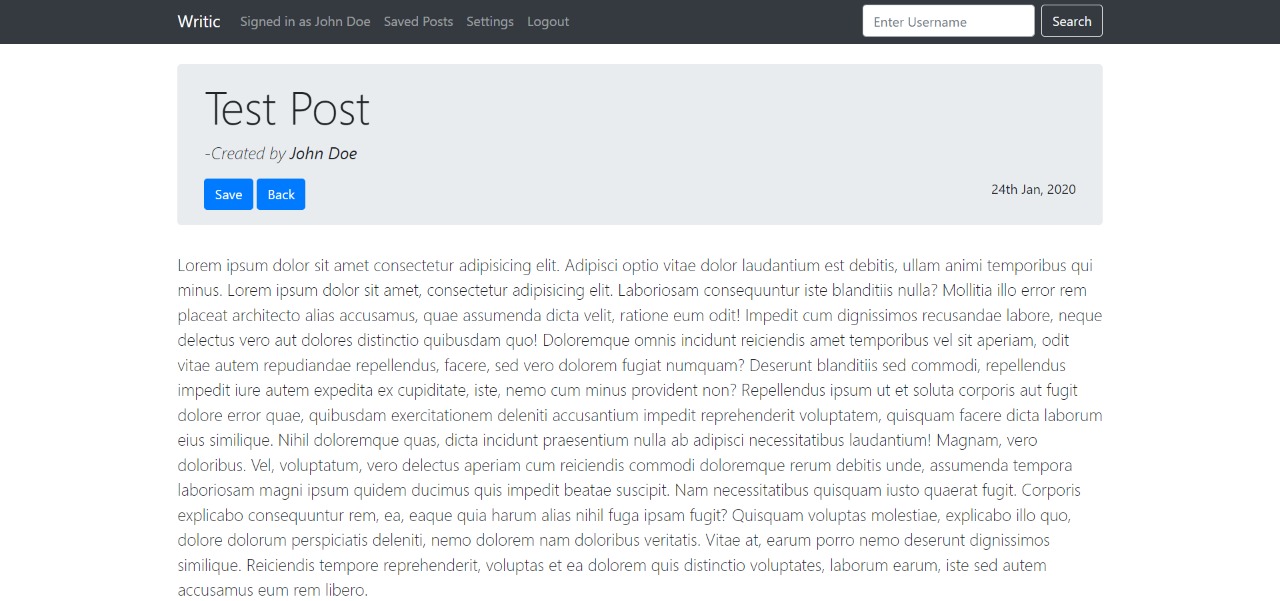 Writic Signed in as John Doe Saved Posts Settings Logout Enter Username Search
Test Post
-Created by John Doe
Save Back 24th Jan, 2020
Lorem ipsum dolor sit amet consectetur adipisicing elit. Adipisci optio vitae dolor laudantium est debitis, ullam animi temporibus qui
minus. Lorem ipsum dolor sit amet, consectetur adipisicing elit. Laboriosam consequuntur iste blanditiis nulla? Mollitia illo error rem
placeat architecto alias accusamus, quae assumenda dicta velit, ratione eum odit! Impedit cum dignissimos recusandae labore, neque
delectus vero aut dolores distinctio quibusdam quo! Doloremque omnis incidunt reiciendis amet temporibus vel sit aperiam, odit
vitae autem repudiandae repellendus, facere, sed vero dolorem fugiat numquam? Deserunt blanditiis sed commodi, repellendus
impedit iure autem expedita ex cupiditate, iste, nemo cum minus provident non? Repellendus ipsum ut et soluta corporis aut fugit
dolore error quae, quibusdam exercitationem deleniti accusantium impedit reprehenderit voluptatem, quisquam facere dicta laborum
eius similique. Nihil doloremque quas, dicta incidunt praesentium nulla ab adipisci necessitatibus laudantium! Magnam, vero
doloribus. Vel, voluptatum, vero delectus aperiam cum reiciendis commodi doloremque rerum debitis unde, assumenda tempora
laboriosam magni ipsum quidem ducimus quis impedit beatae suscipit. Nam necessitatibus quisquam iusto quaerat fugit. Corporis
explicabo consequuntur rem, ea, eaque quia harum alias nihil fuga ipsam fugit? Quisquam voluptas molestiae, explicabo illo quo,
dolore dolorum perspiciatis deleniti, nemo dolorem nam doloribus veritatis. Vitae at, earum porro nemo deserunt dignissimos
similique. Reiciendis tempore reprehenderit, voluptas et ea dolorem quis distinctio voluptates, laborum earum, iste sed autem
accusamus eum rem libero.